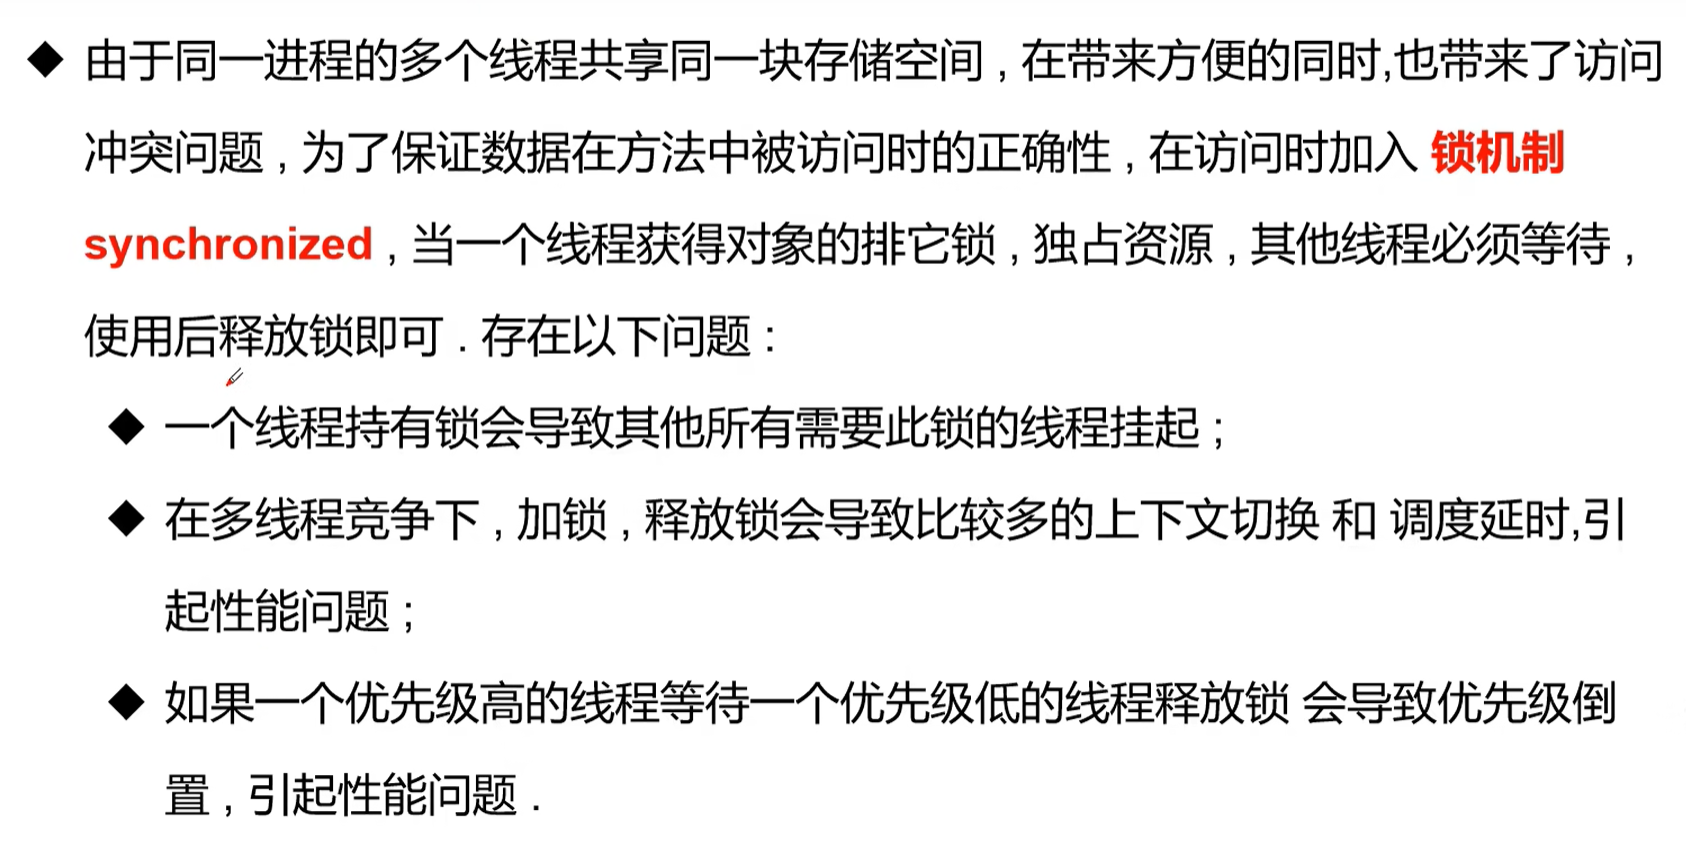 ◆ 由于同一进程的多个线程共享同一块存储空间 , 在带来方便的同时,也带来了访问
冲突问题 , 为了保证数据在方法中被访问时的正确性 , 在访问时加入 锁机制
synchronized , 当一个线程获得对象的排它锁 , 独占资源 , 其他线程必须等待 ,
使用后释放锁即可 . 存在以下问题 :
◆ 一个线程持有锁会导致其他所有需要此锁的线程挂起 ;
◆ 在多线程竞争下 , 加锁 , 释放锁会导致比较多的上下文切换 和 调度延时,引
起性能问题 ;
◆ 如果一个优先级高的线程等待一个优先级低的线程释放锁 会导致优先级倒
置 , 引起性能问题 .